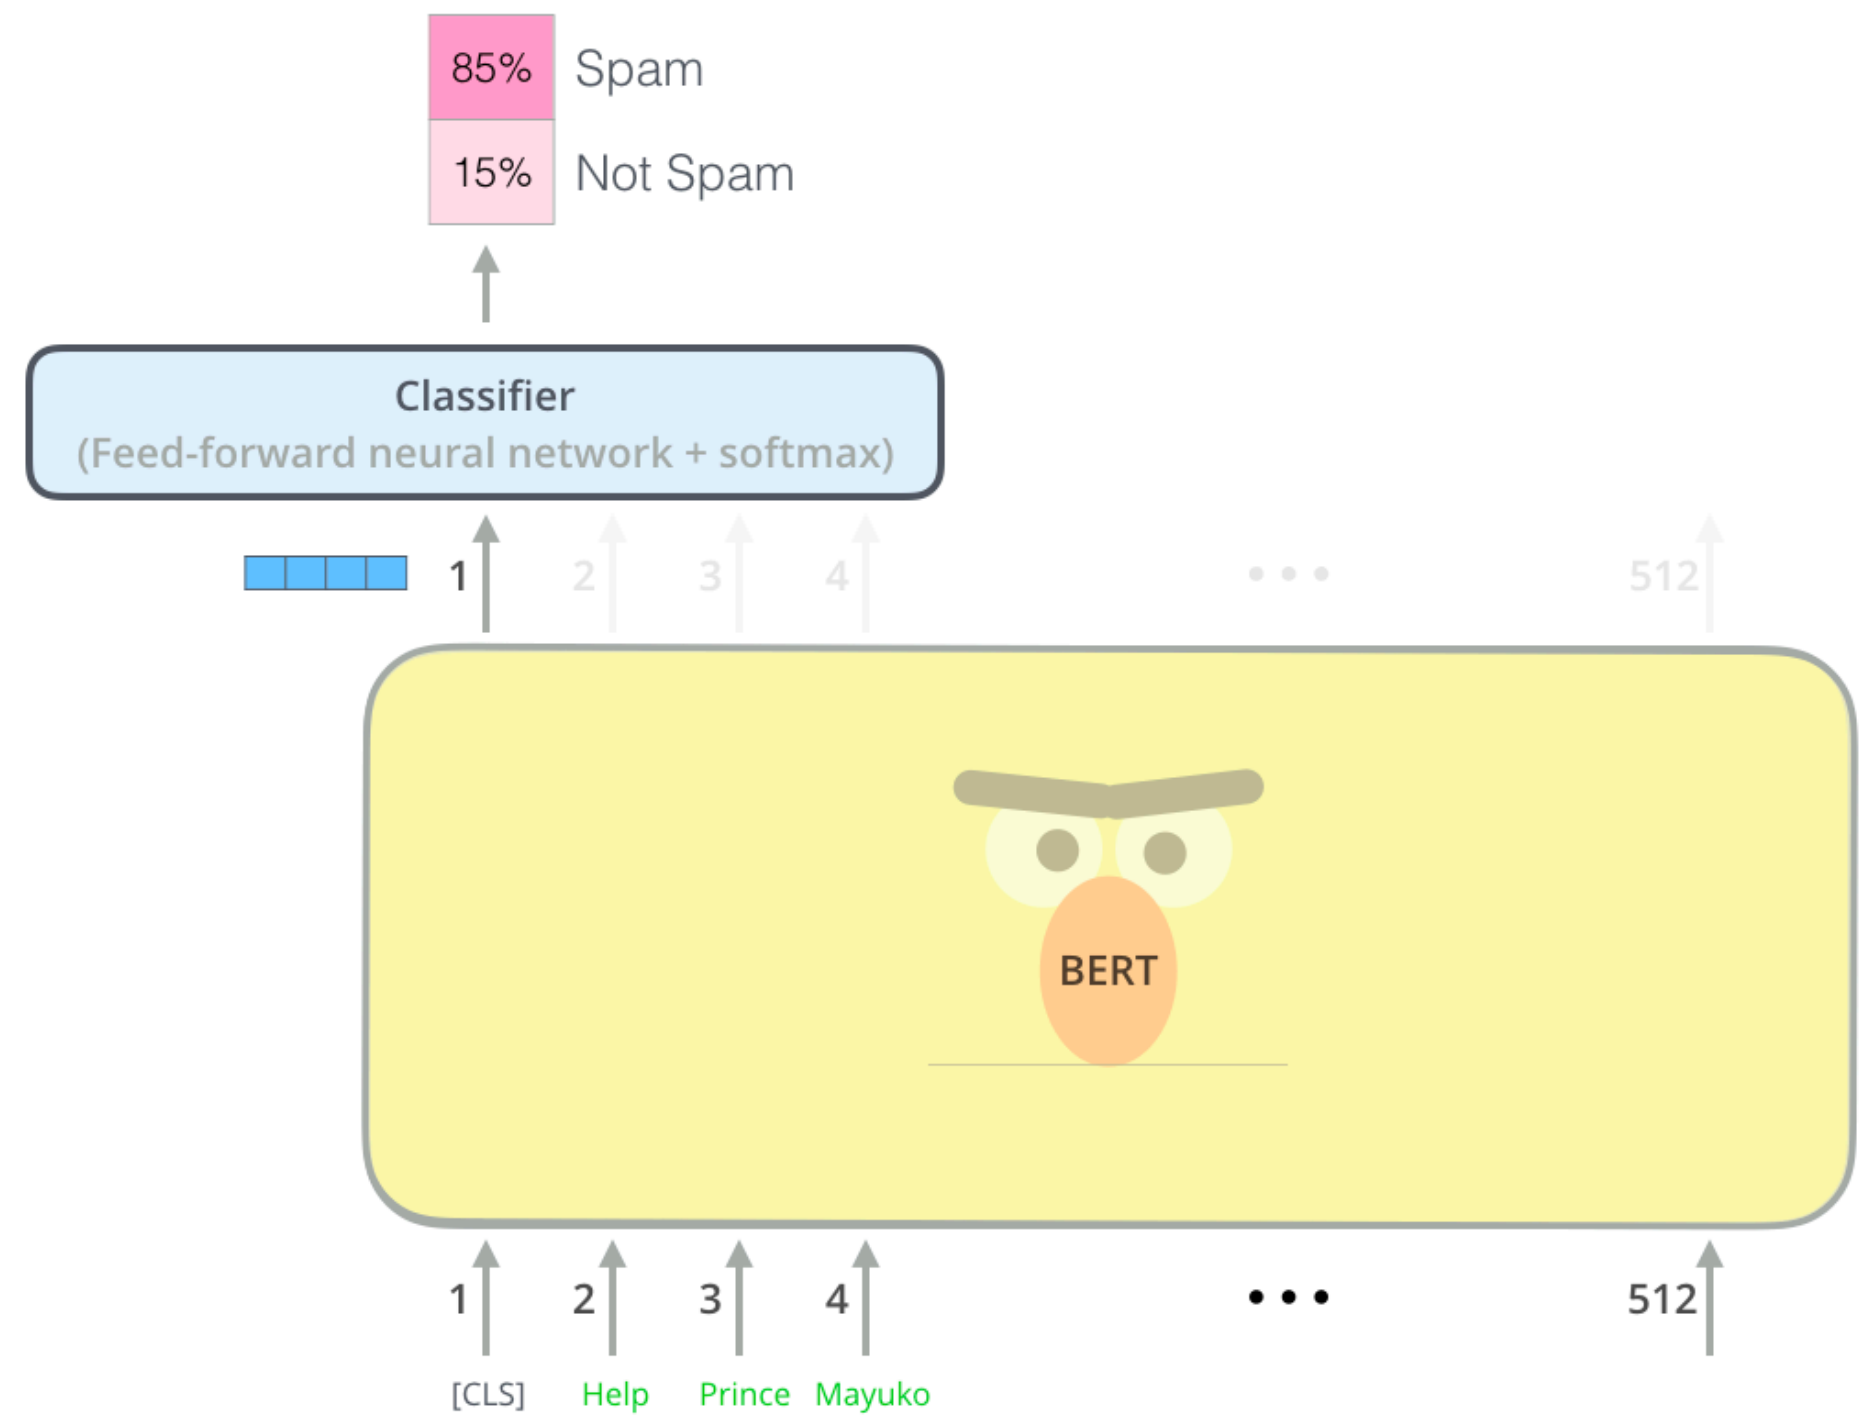 85% Spam
15% Not Spam
Classifier
(Feed-forward neural network + softmax)
1 2 3 4 ••• 512
BERT
1 2 3 4 ••• 512
[CLS] Help Prince Mayuko